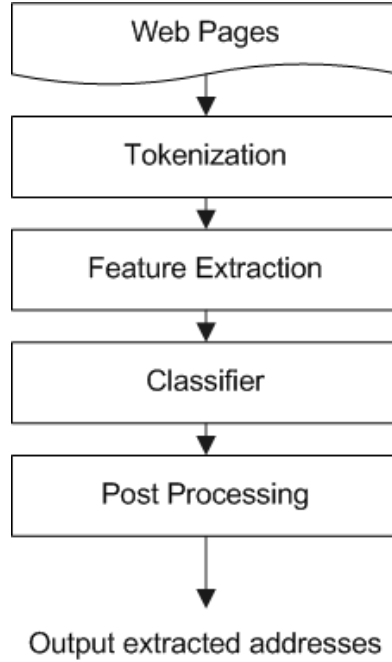 Web Pages
Tokenization
Feature Extraction
Classifier
Post Processing
Output extracted addresses